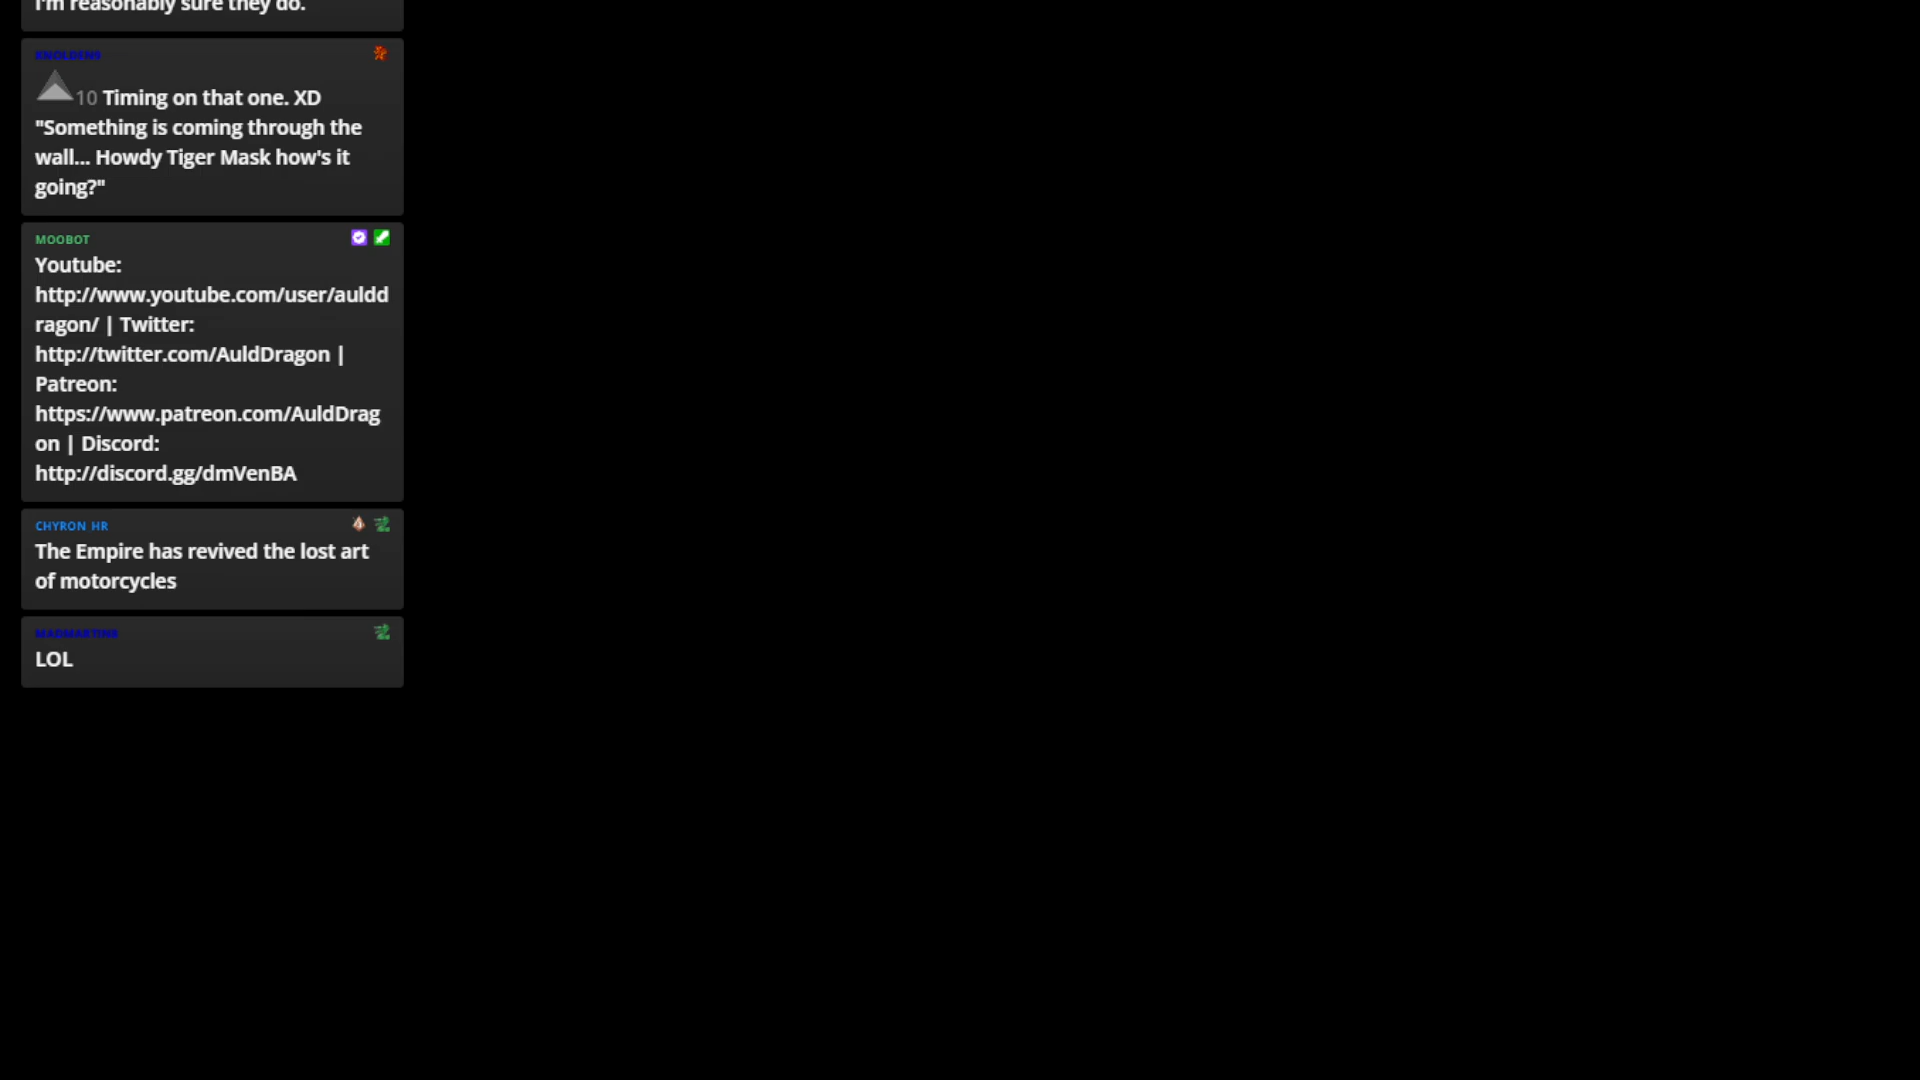 I'm reasonably sure they do.
KNOLDEN5
10 Timing on that one. XD
"Something is coming through the
wall... Howdy Tiger Mask how's it
going?"
MOOBOT
Youtube:
http://www.youtube.com/user/auldd
ragon/ | Twitter:
http://twitter.com/AuldDragon |
Patreon:
https://www.patreon.com/AuldDrag
on | Discord:
http://discord.gg/dmVenBA
CHYRON HR
The Empire has revived the lost art
of motorcycles
LOL